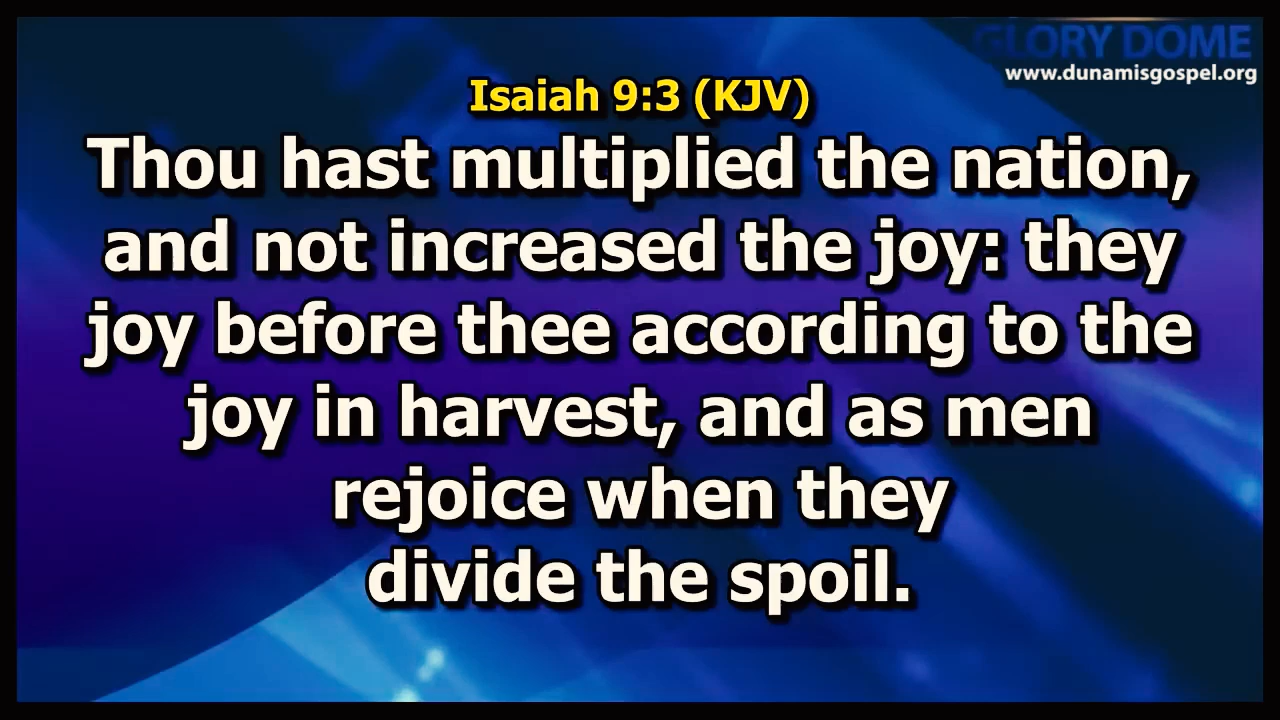 GLORY DOME
www.dunamisgospel.org
Isaiah 9:3 (KJV)
Thou hast multiplied the nation,
and not increased the joy: they
joy before thee according to the
joy in harvest, and as men
rejoice when they
divide the spoil.